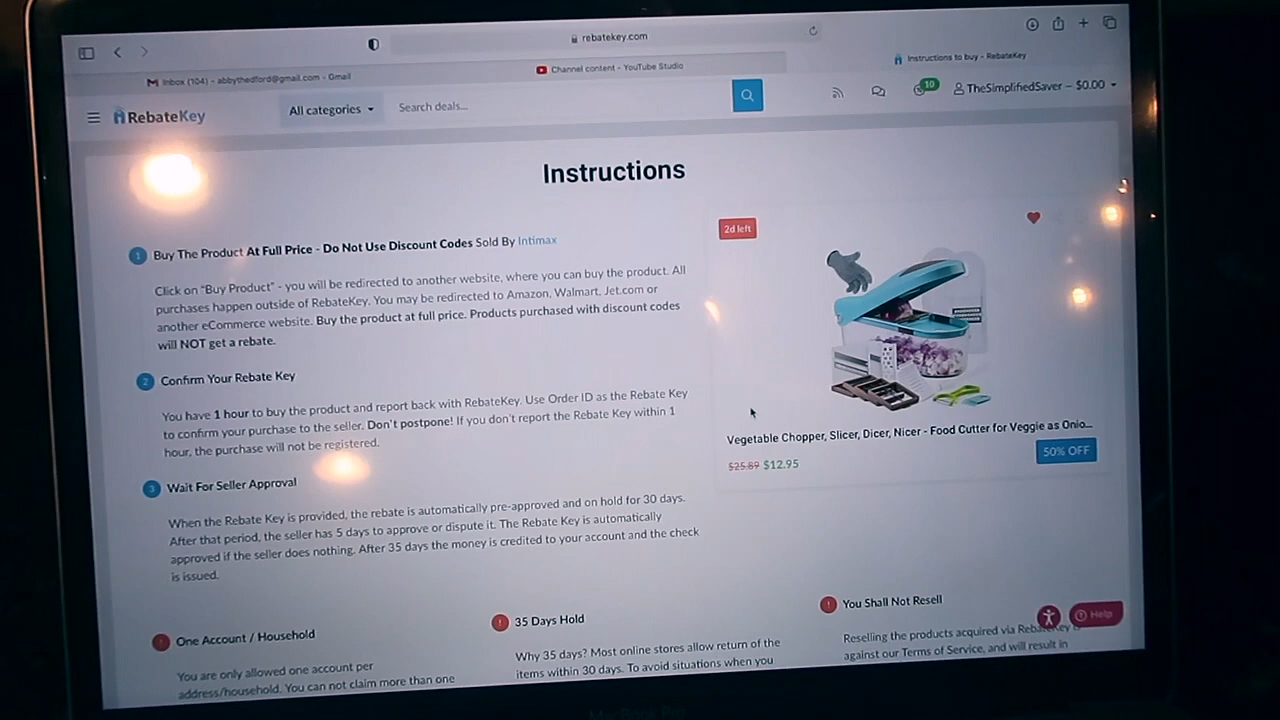 rebatekey.com
Inbox (104) - abbythedford@gmail.com - Gmail
Channel content - YouTube Studio
Instructions to buy - RebateKey
RebateKey
All categories
Search deals...
10
TheSimplifiedSaver – $0.00
Instructions
1 Buy The Product At Full Price - Do Not Use Discount Codes Sold By Intimax
Click on "Buy Product" - you will be redirected to another website, where you can buy the product. All
purchases happen outside of RebateKey. You may be redirected to Amazon, Walmart, Jet.com or
another eCommerce website. Buy the product at full price. Products purchased with discount codes
will NOT get a rebate.
2 Confirm Your Rebate Key
You have 1 hour to buy the product and report back with RebateKey. Use Order ID as the Rebate Key
to confirm your purchase to the seller. Don't postpone! If you don't report the Rebate Key within 1
hour, the purchase will not be registered.
3 Wait For Seller Approval
When the Rebate Key is provided, the rebate is automatically pre-approved and on hold for 30 days.
After that period, the seller has 5 days to approve or dispute it. The Rebate Key is automatically
approved if the seller does nothing. After 35 days the money is credited to your account and the check
is issued.
2d left
Vegetable Chopper, Slicer, Dicer, Nicer - Food Cutter for Veggie as Onio...
$25.89 $12.95
50% OFF
! One Account / Household
You are only allowed one account per
address/household. You can not claim more than one
! 35 Days Hold
Why 35 days? Most online stores allow return of the
items within 30 days. To avoid situations when you
! You Shall Not Resell
Reselling the products acquired via RebateKey is
against our Terms of Service, and will result in
Help